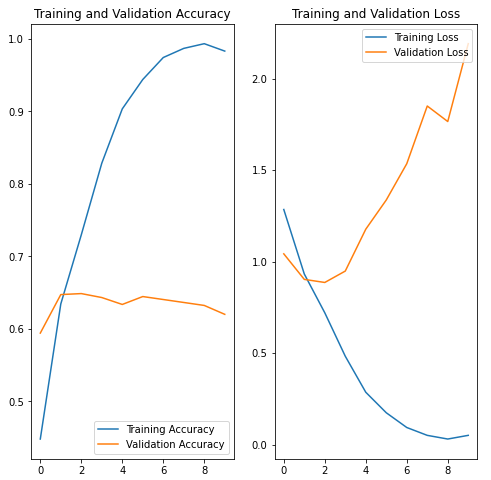 Training and Validation Accuracy
1.0
0.9
0.8
0.7
0.6
0.5
0 2 4 6 8
Training Accuracy
Validation Accuracy
Training and Validation Loss
2.0
1.5
1.0
0.5
0.0
0 2 4 6 8
Training Loss
Validation Loss